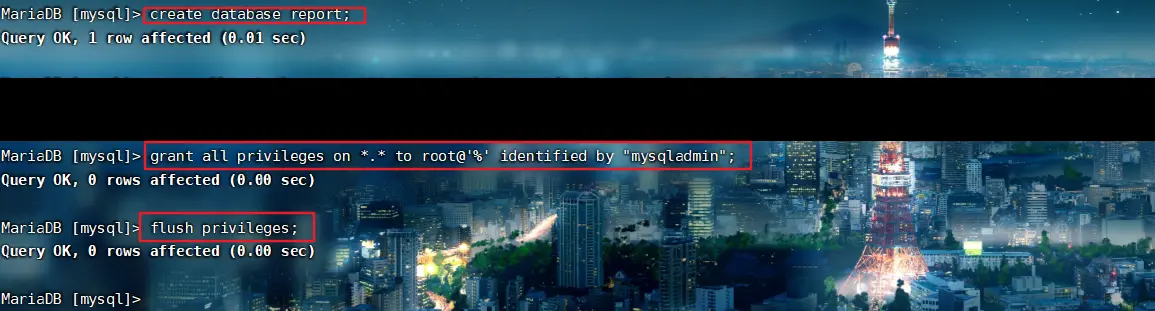 MariaDB [mysql]> create database report;
Query OK, 1 row affected (0.01 sec)
MariaDB [mysql]> grant all privileges on *.* to root@'%' identified by "mysqladmin";
Query OK, 0 rows affected (0.00 sec)
MariaDB [mysql]> flush privileges;
Query OK, 0 rows affected (0.00 sec)
MariaDB [mysql]>